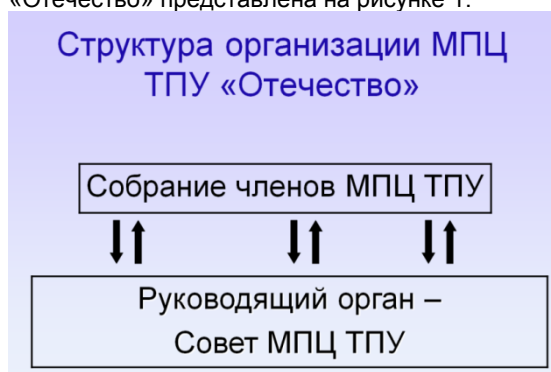 «Отечество» представлена на рисунке 1.
Структура организации МПЦ
ТПУ «Отечество»
Собрание членов МПЦ ТПУ
Руководящий орган –
Совет МПЦ ТПУ